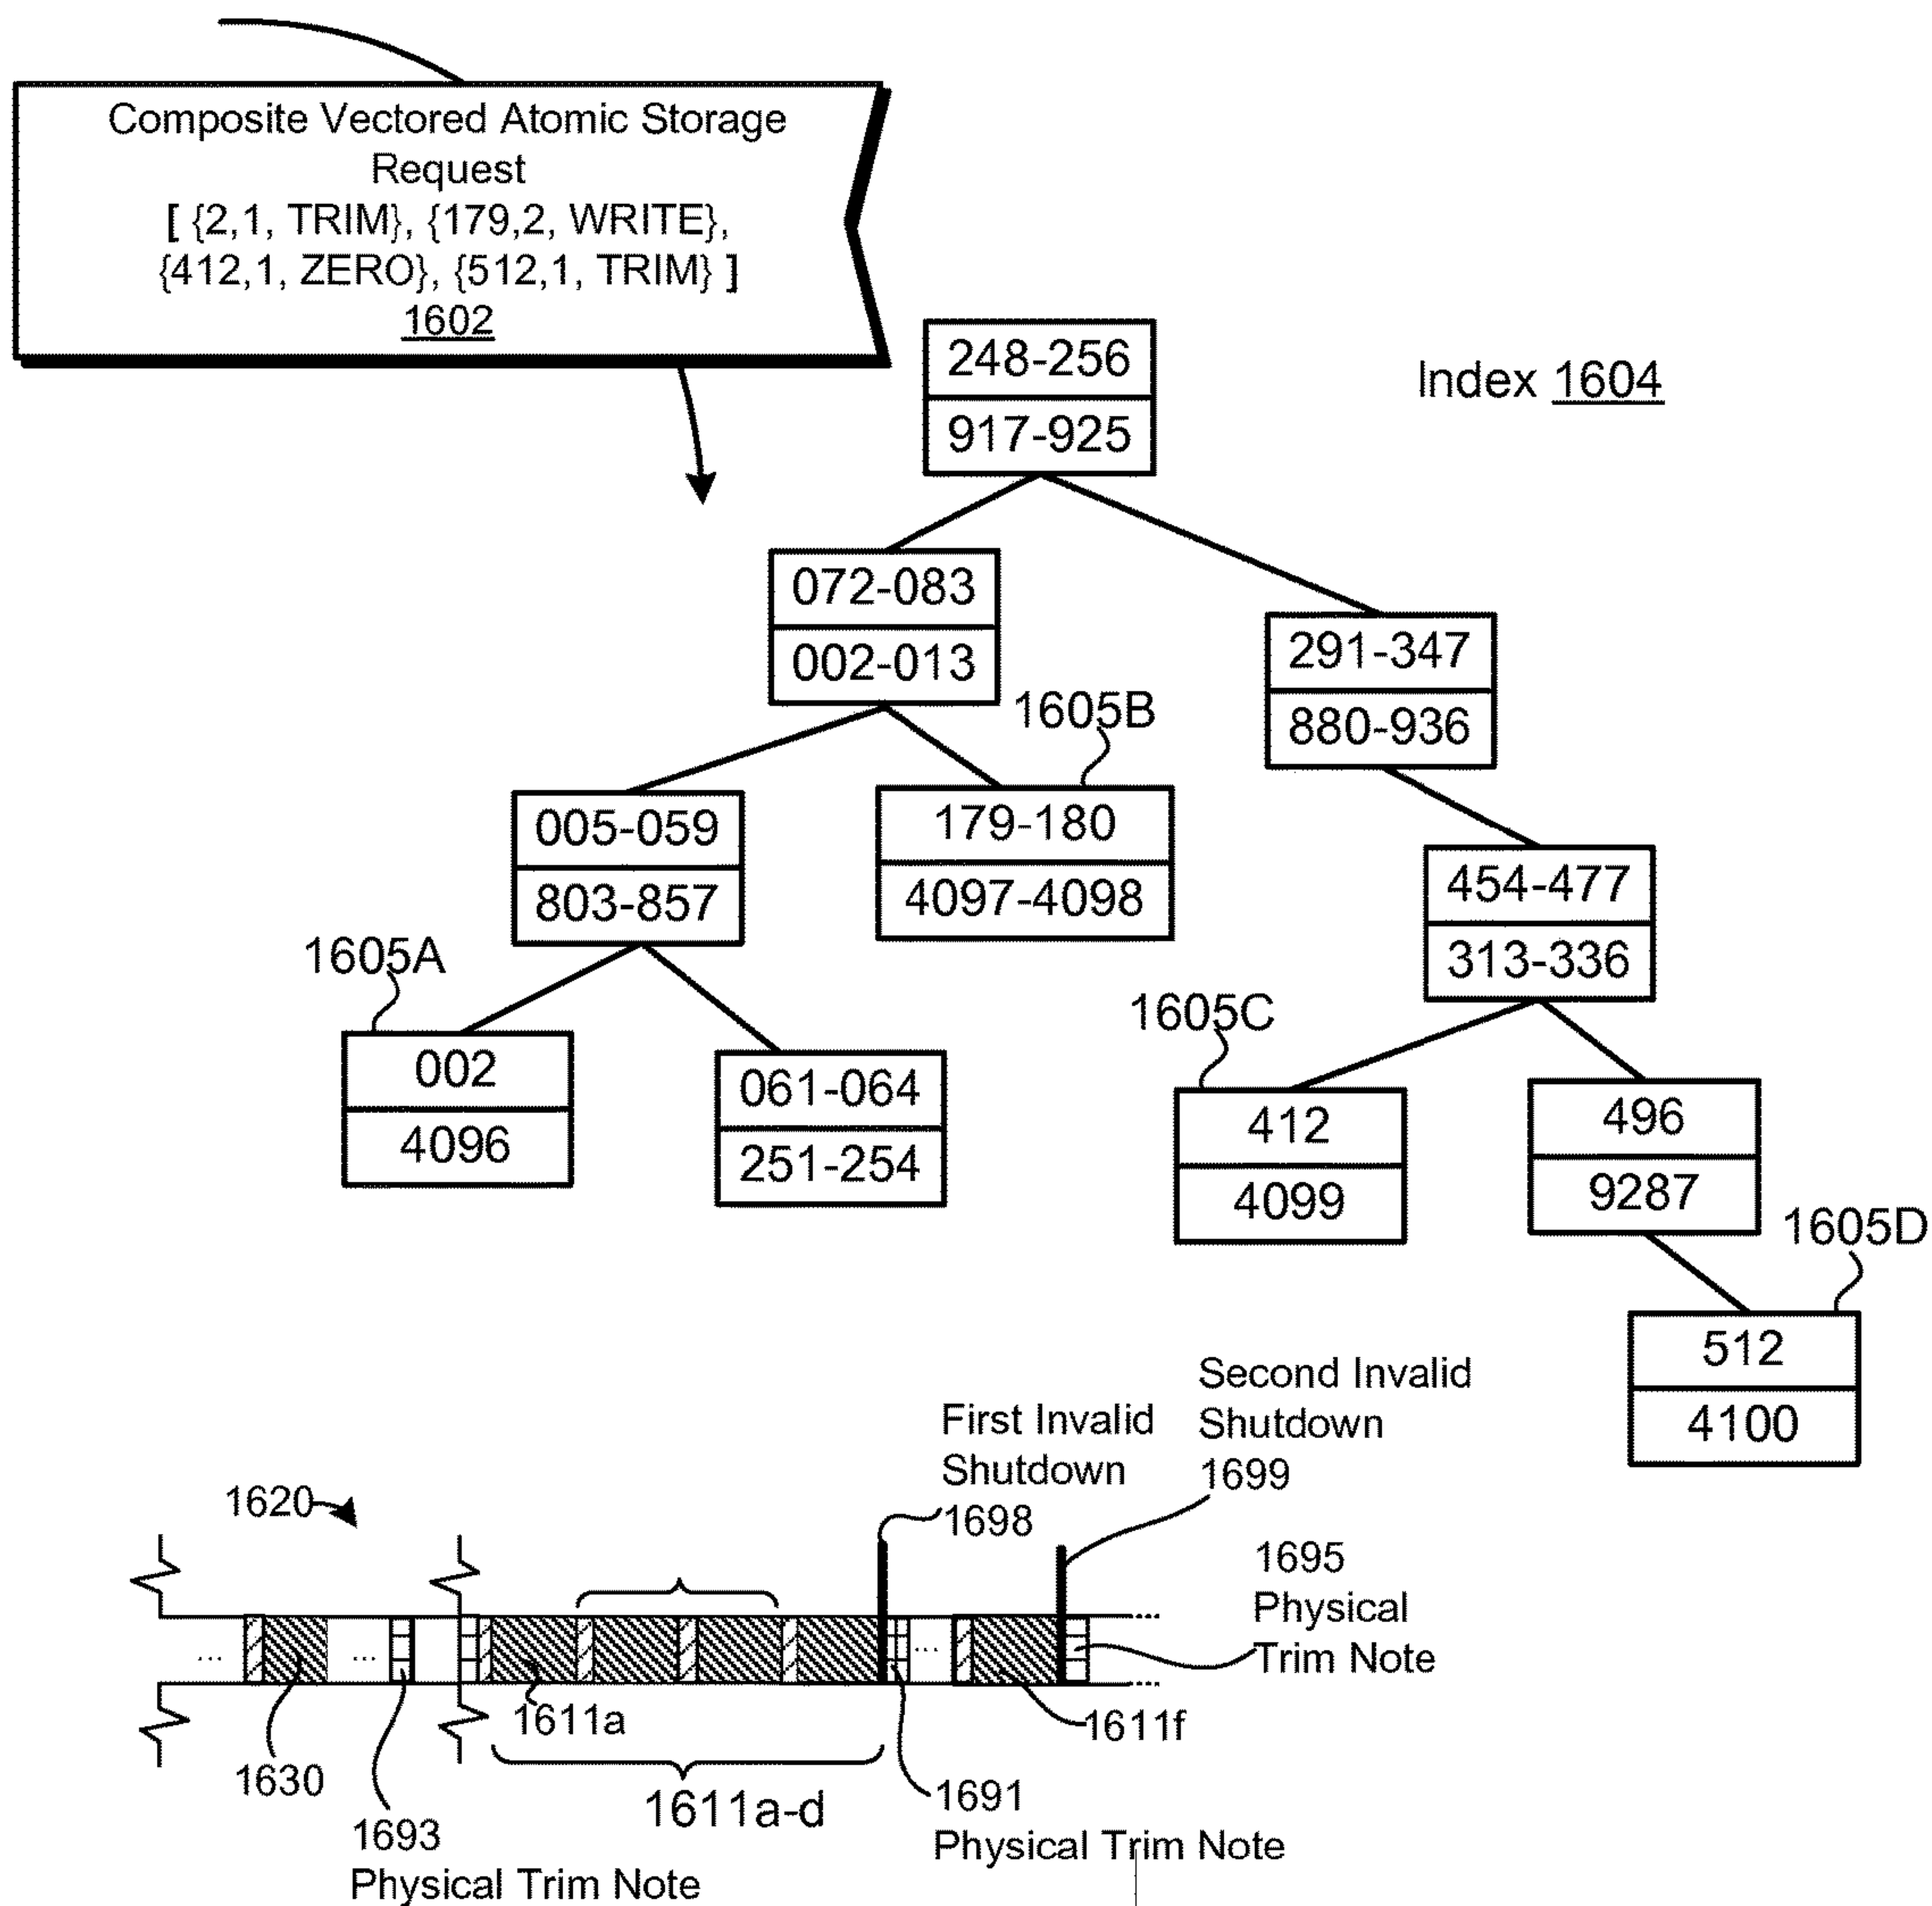 Composite Vectored Atomic Storage
Request
[ {2,1, TRIM}, {179,2, WRITE},
{412,1, ZERO}, {512,1, TRIM} ]
1602
Index 1604
248-256
917-925
072-083
002-013
291-347
880-936
1605B
005-059
803-857
179-180
4097-4098
454-477
313-336
1605A
002
4096
061-064
251-254
1605C
412
4099
496
9287
1605D
512
4100
First Invalid
Shutdown
1698
Second Invalid
Shutdown
1699
1620
1695
Physical
Trim Note
...
...
...
....
....
1611a
1611f
1630
1611a-d
1693
Physical Trim Note
1691
Physical Trim Note